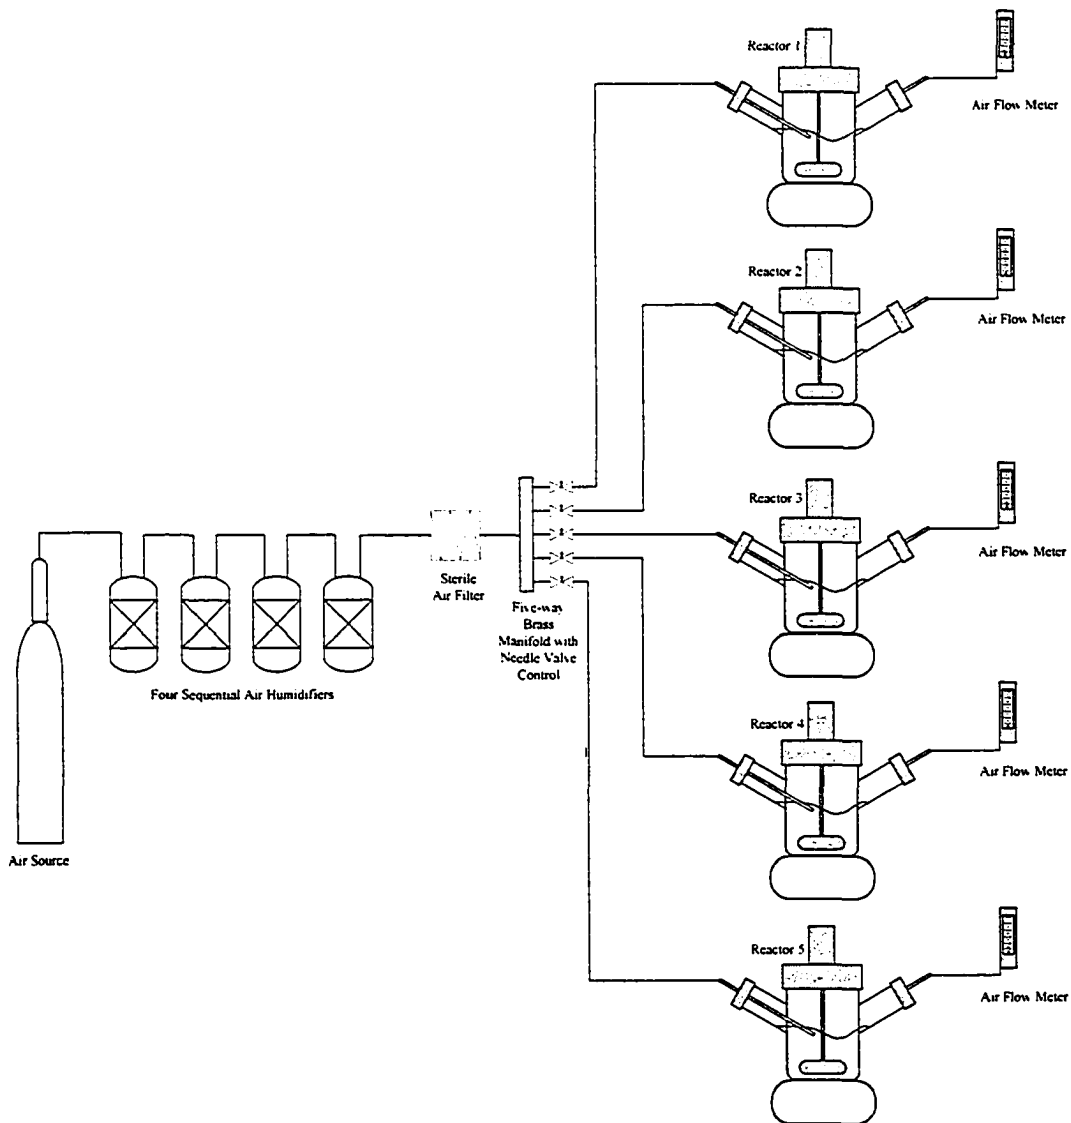 Reactor 1
Air Flow Meter
Reactor 2
Air Flow Meter
Reactor 3
Air Flow Meter
Sterile
Air Filter
Five-way
Brass
Manifold with
Needle Valve
Control
Four Sequential Air Humidifiers
Reactor 4
Air Flow Meter
Air Source
Reactor 5
Air Flow Meter